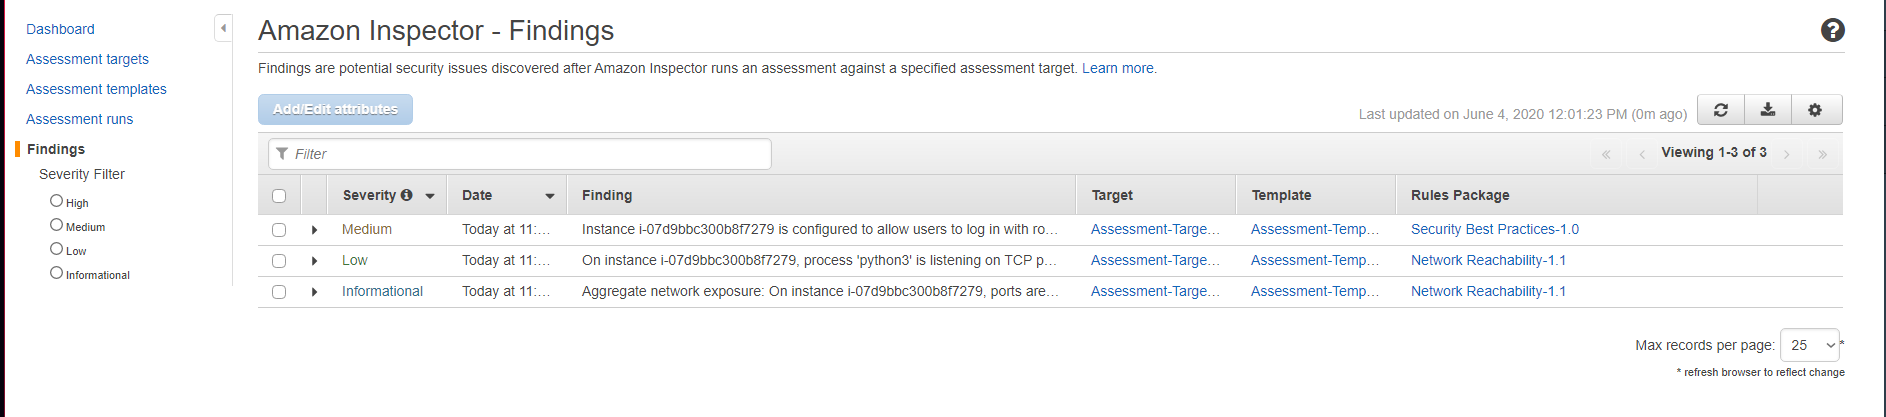 Dashboard
Assessment targets
Assessment templates
Assessment runs
Findings
Severity Filter
High
Medium
Low
Informational
Amazon Inspector - Findings
Findings are potential security issues discovered after Amazon Inspector runs an assessment against a specified assessment target. Learn more.
Add/Edit attributes
Last updated on June 4, 2020 12:01:23 PM (0m ago)
Filter
« ‹ Viewing 1-3 of 3 › »
Severity Date Finding Target Template Rules Package
Medium Today at 11:... Instance i-07d9bbc300b8f7279 is configured to allow users to log in with ro... Assessment-Targe... Assessment-Temp... Security Best Practices-1.0
Low Today at 11:... On instance i-07d9bbc300b8f7279, process 'python3' is listening on TCP p... Assessment-Targe... Assessment-Temp... Network Reachability-1.1
Informational Today at 11:... Aggregate network exposure: On instance i-07d9bbc300b8f7279, ports are... Assessment-Targe... Assessment-Temp... Network Reachability-1.1
Max records per page: 25 *
* refresh browser to reflect change